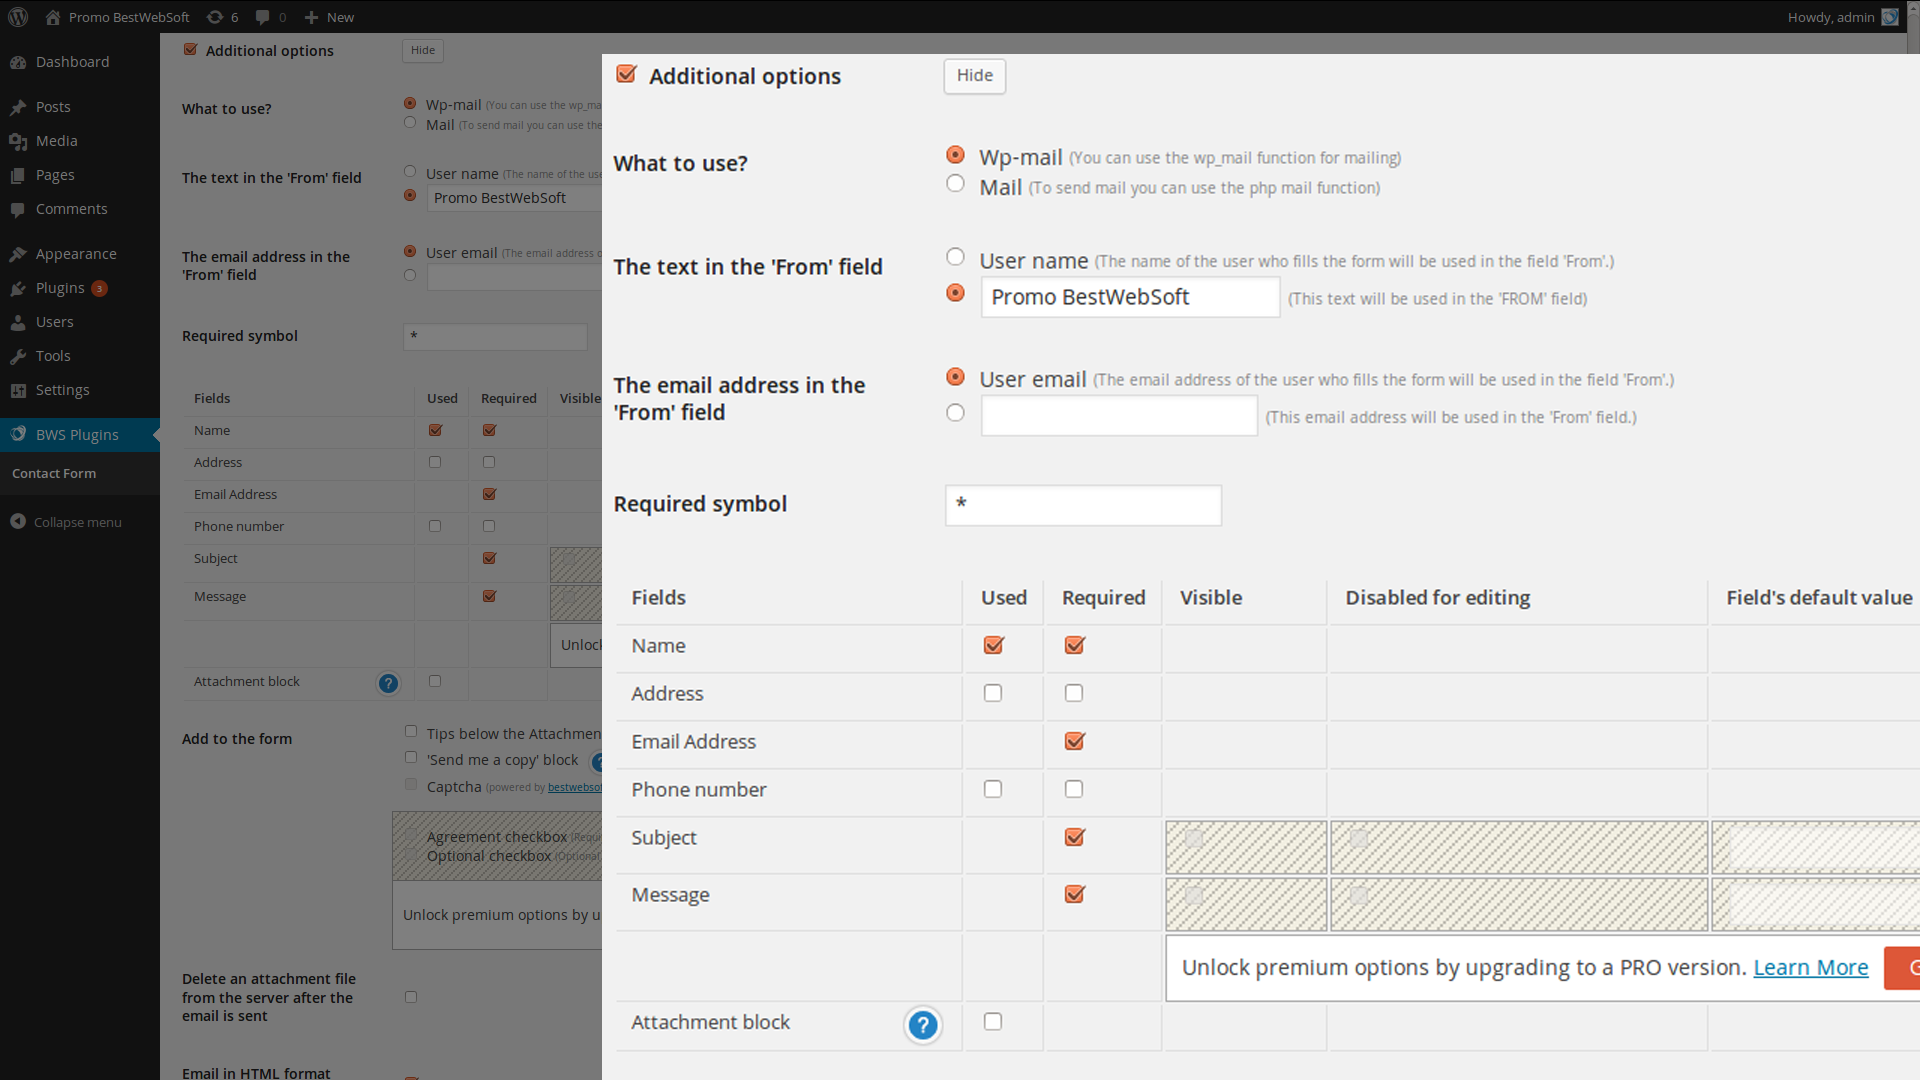 Promo BestWebSoft 6 0 New Howdy, admin
Dashboard
Posts
Media
Pages
Comments
Appearance
Plugins 3
Users
Tools
Settings
BWS Plugins
Contact Form
Collapse menu
Additional options Hide
What to use? Wp-mail (You can use the wp_ma
Mail (To send mail you can use the
The text in the 'From' field User name (The name of the use
Promo BestWebSoft
The email address in the 'From' field User email (The email address o
Required symbol *
Fields Used Required Visible
Name
Address
Email Address
Phone number
Subject
Message
Unlock
Attachment block ?
Add to the form Tips below the Attachmen
'Send me a copy' block
Captcha (powered by bestwebsof
Agreement checkbox (Requi
Optional checkbox (Optional
Unlock premium options by u
Delete an attachment file
from the server after the
email is sent
Email in HTML format
Additional options Hide
What to use? Wp-mail (You can use the wp_mail function for mailing)
Mail (To send mail you can use the php mail function)
The text in the 'From' field User name (The name of the user who fills the form will be used in the field 'From'.)
Promo BestWebSoft (This text will be used in the 'FROM' field)
The email address in the
'From' field
User email (The email address of the user who fills the form will be used in the field 'From'.)
(This email address will be used in the 'From' field.)
Required symbol *
Fields Used Required Visible Disabled for editing Field's default value
Name
Address
Email Address
Phone number
Subject
Message
Unlock premium options by upgrading to a PRO version. Learn More G
Attachment block ?